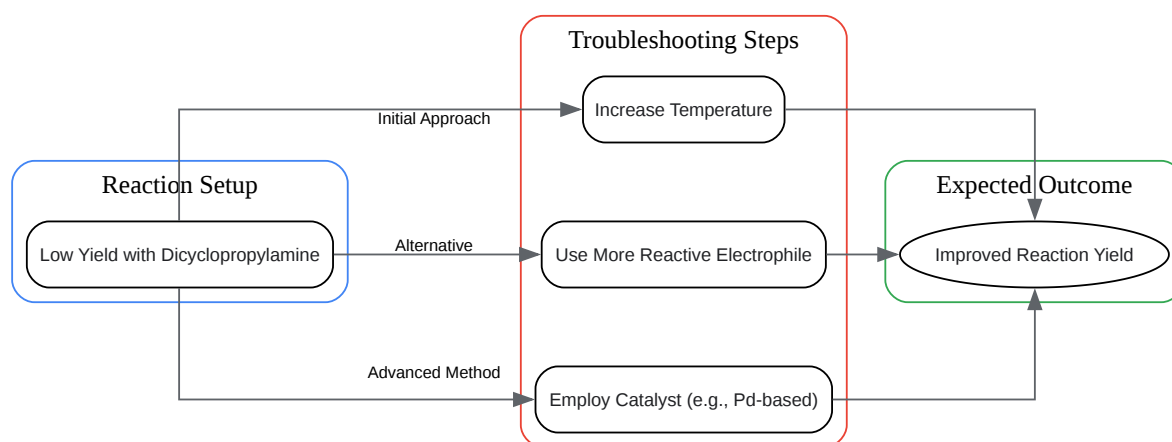 Troubleshooting Steps
Increase Temperature
Initial Approach
Reaction Setup
Expected Outcome
Low Yield with Dicyclopropylamine
Alternative
Use More Reactive Electrophile
Improved Reaction Yield
Advanced Method
Employ Catalyst (e.g., Pd-based)